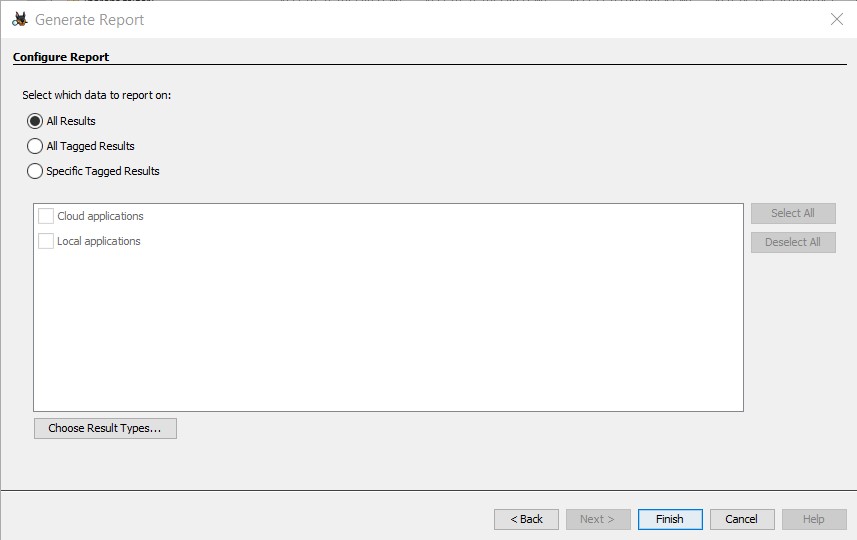 Generate Report
Configure Report
Select which data to report on:
All Results
All Tagged Results
Specific Tagged Results
Cloud applications
Select All
Local applications
Deselect All
Choose Result Types...
< Back
Next >
Finish
Cancel
Help